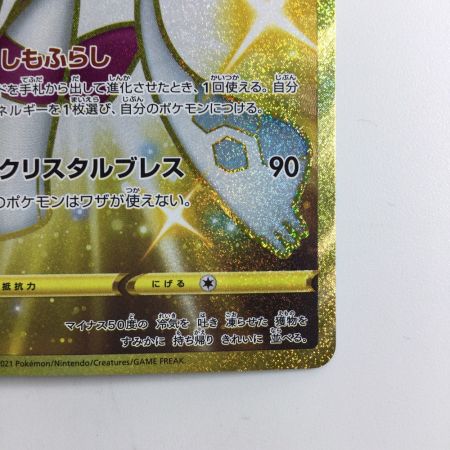 しもふらし
ドを手札から出して進化させたとき、1回使える。自分
ネルギーを1枚選び、自分のポケモンにつける。
クリスタルブレス 90
のポケモンはワザが使えない。
抵抗力 にげる
マイナス50度の 冷気を 吐き 凍らせた 獲物を
すみかに 持ち帰り きれいに 並べる。
2021 Pokémon/Nintendo/Creatures/GAME FREAK.